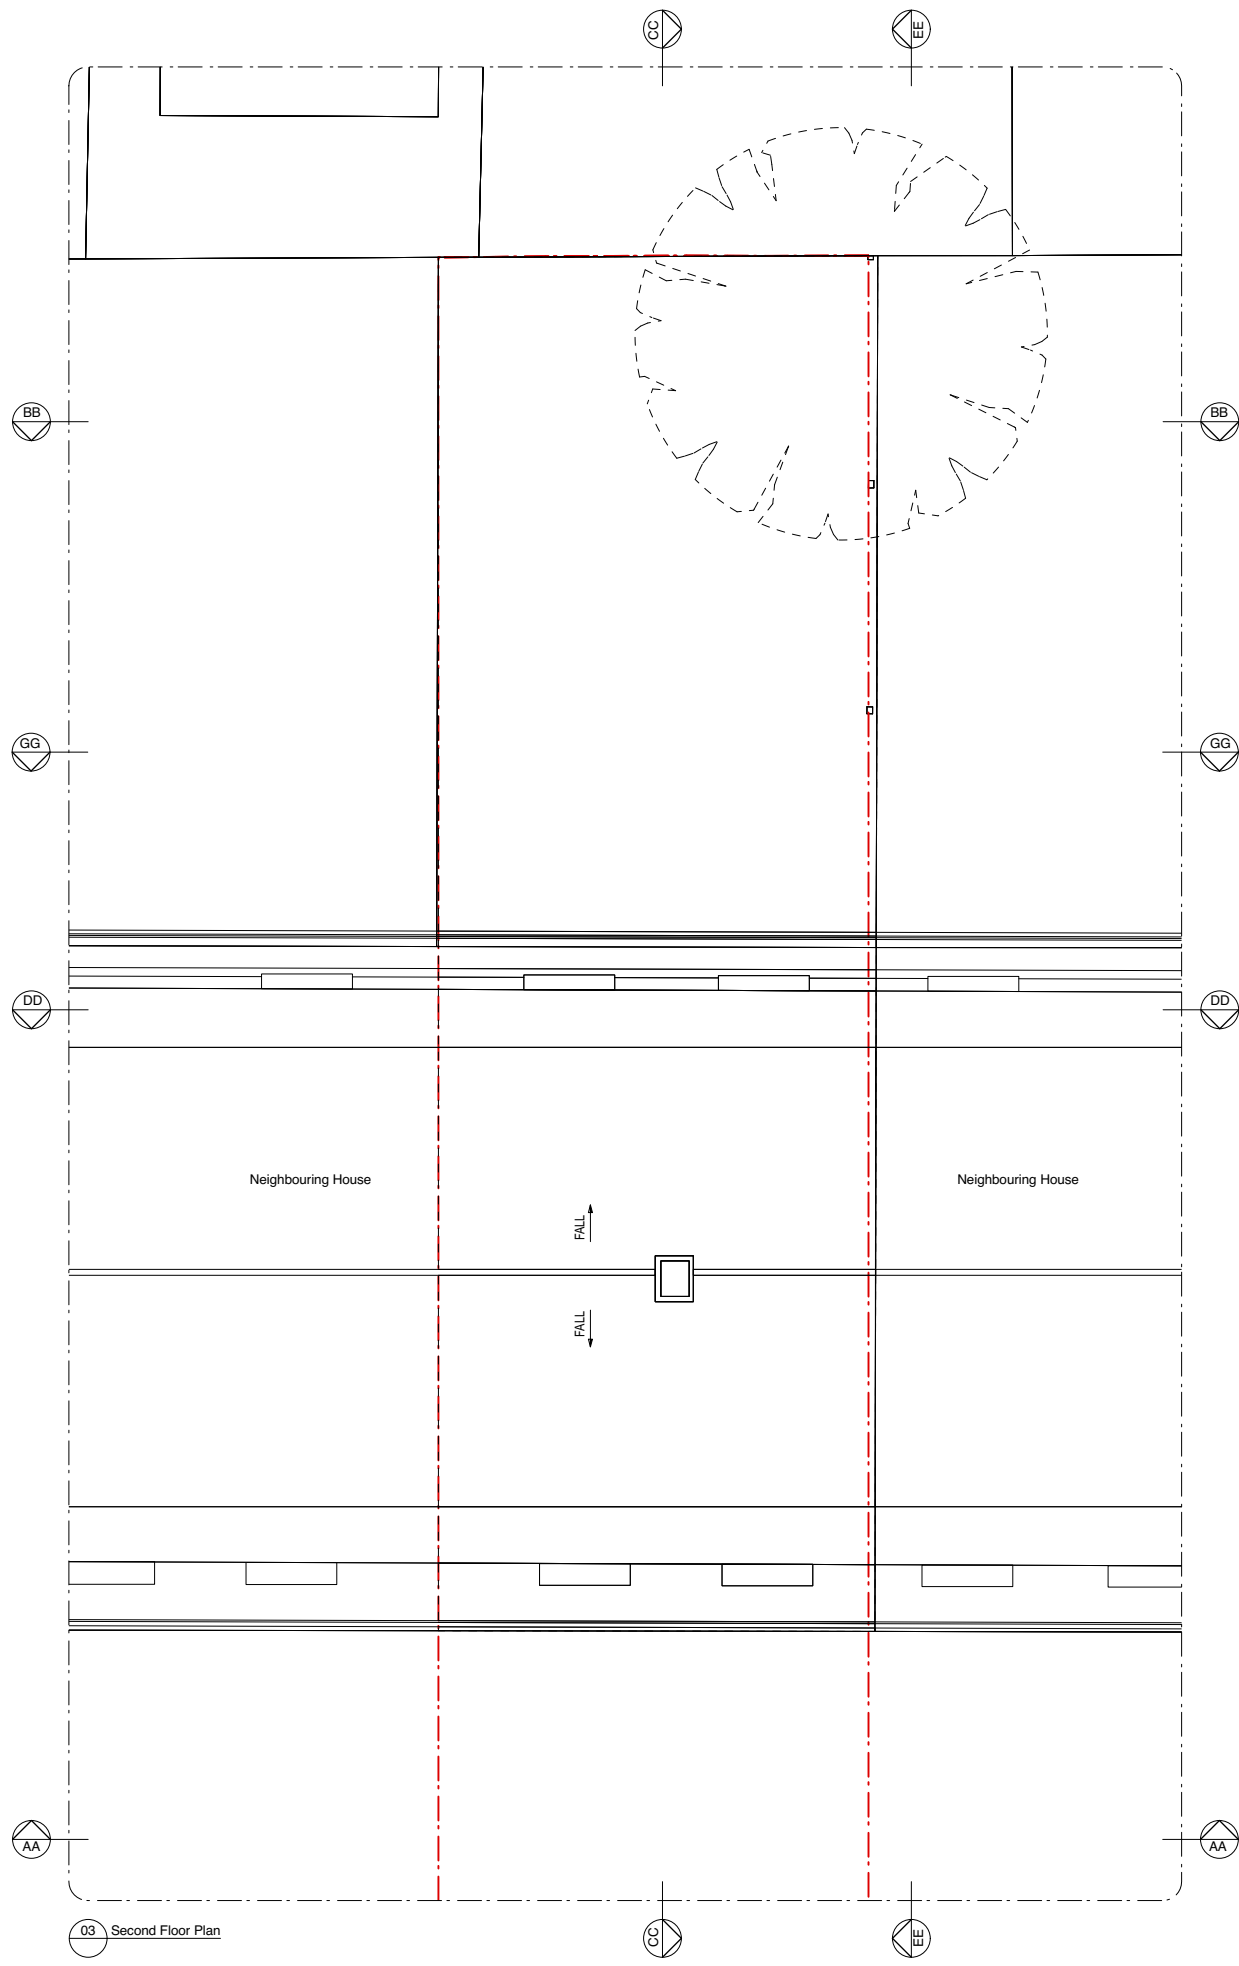 CC
EE
BB
BB
GG
GG
DD
DD
Neighbouring House
Neighbouring House
FALL
FALL
AA
AA
03 Second Floor Plan
CC
EE